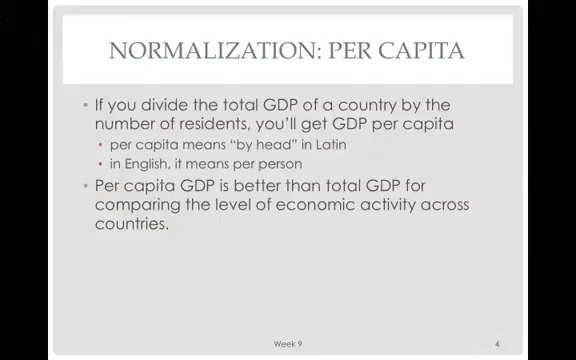 NORMALIZATION: PER CAPITA
• If you divide the total GDP of a country by the
number of residents, you'll get GDP per capita
• per capita means “by head” in Latin
• in English, it means per person
• Per capita GDP is better than total GDP for
comparing the level of economic activity across
countries.
Week 9
4